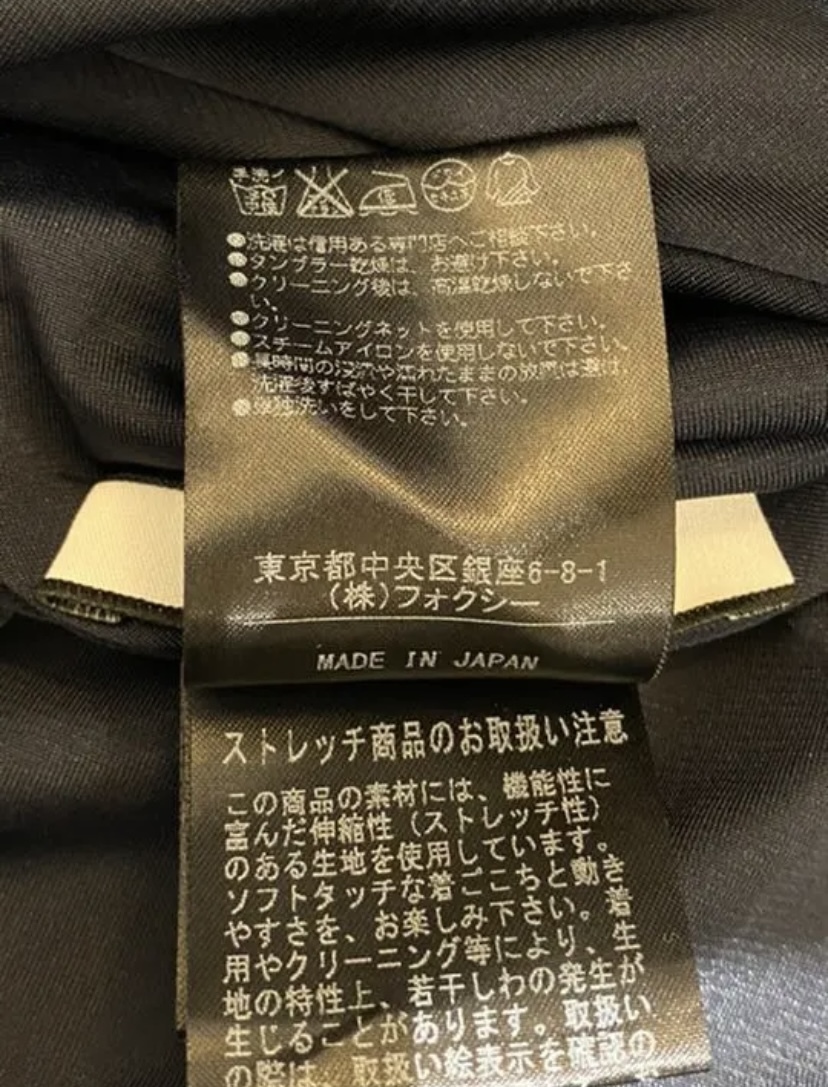 手洗イ
中性
低
●洗濯は信用ある専門店へご相談下さい。
●タンブラー乾燥は、お避け下さい。
●クリーニング後は、高温乾燥しないで下さ
い。
●クリーニングネットを使用して下さい。
●スチームアイロンを使用しないで下さい。
●長時間の浸漬や濡れたままの放置は避け、
洗濯後すばやく干して下さい。
●単独洗いをして下さい。
東京都中央区銀座6-8-1
(株)フォクシー
MADE IN JAPAN
ストレッチ商品のお取扱い注意
この商品の素材には、機能性に
富んだ伸縮性（ストレッチ性）
のある生地を使用しています。
ソフトタッチな着ごこちと動き
やすさを、お楽しみ下さい。着
用やクリーニング等により、生
地の特性上、若干しわの発生が
生じることがあります。取扱い
の際は、取扱い絵表示を確認の